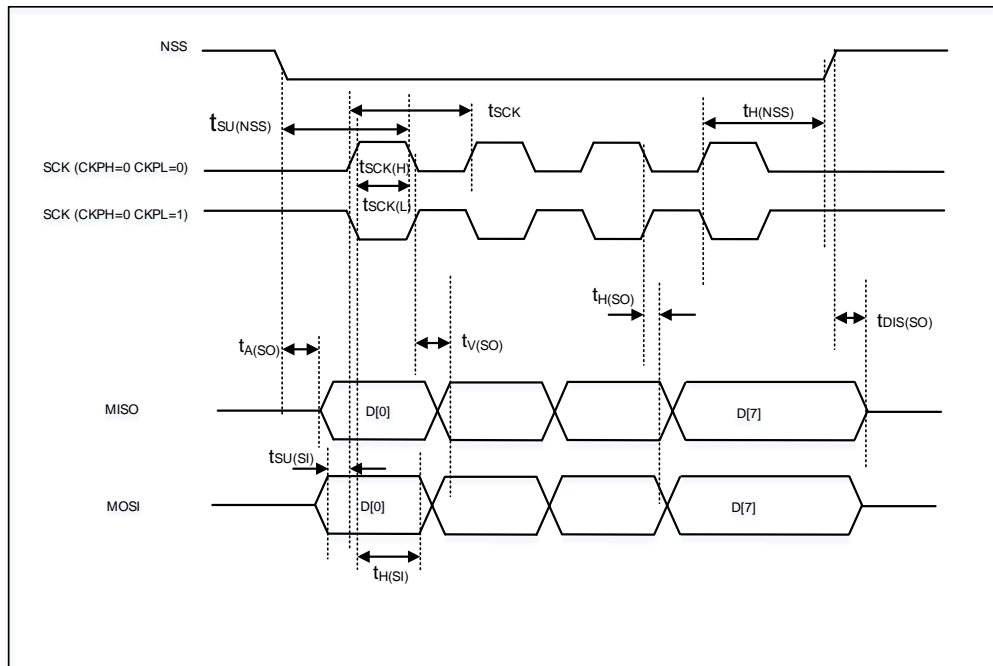 NSS
tSCK
tH(NSS)
tSU(NSS)
SCK (CKPH=0 CKPL=0)
tSCK(H)
tSCK(L)
SCK (CKPH=0 CKPL=1)
tH(SO)
tDIS(SO)
tA(SO)
tV(SO)
MISO
D[0]
D[7]
tSU(SI)
MOSI
D[0]
D[7]
tH(SI)